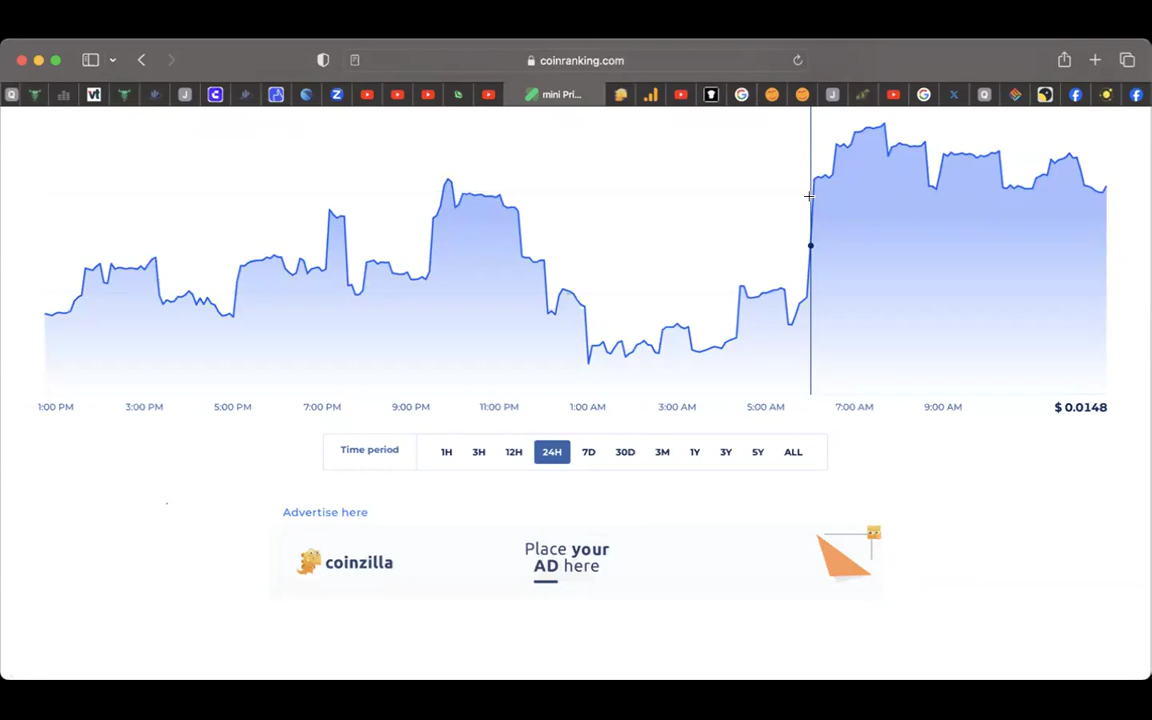 coinranking.com
mini Pri...
1:00 PM 3:00 PM 5:00 PM 7:00 PM 9:00 PM 11:00 PM 1:00 AM 3:00 AM 5:00 AM 7:00 AM 9:00 AM $ 0.0148
Time period 1H 3H 12H 24H 7D 30D 3M 1Y 3Y 5Y ALL
Advertise here
coinzilla
Place your
AD here